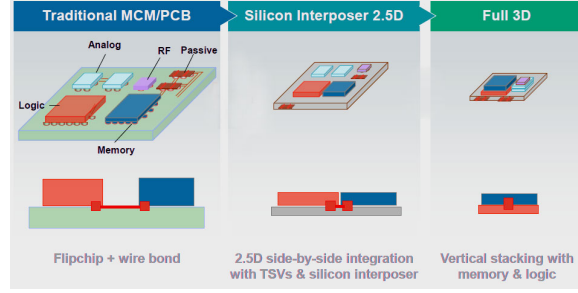 Traditional MCM/PCB
Silicon Interposer 2.5D
Full 3D
Analog
RF
Passive
Logic
Memory
Flipchip + wire bond
2.5D side-by-side integration
with TSVs & silicon interposer
Vertical stacking with
memory & logic